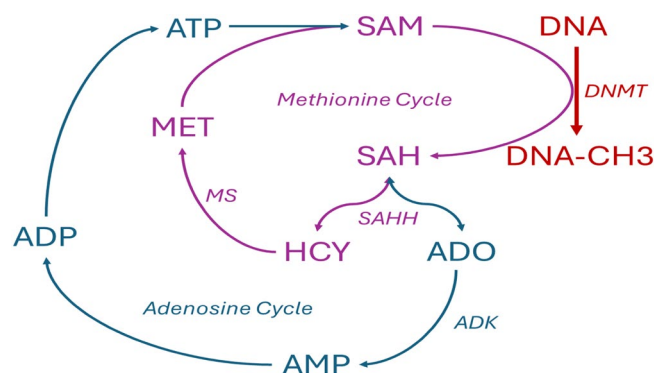 ATP SAM DNA
DNMT
Methionine Cycle
MET
SAH DNA-CH3
MS
SAHH
ADP
HCY ADO
Adenosine Cycle
ADK
AMP